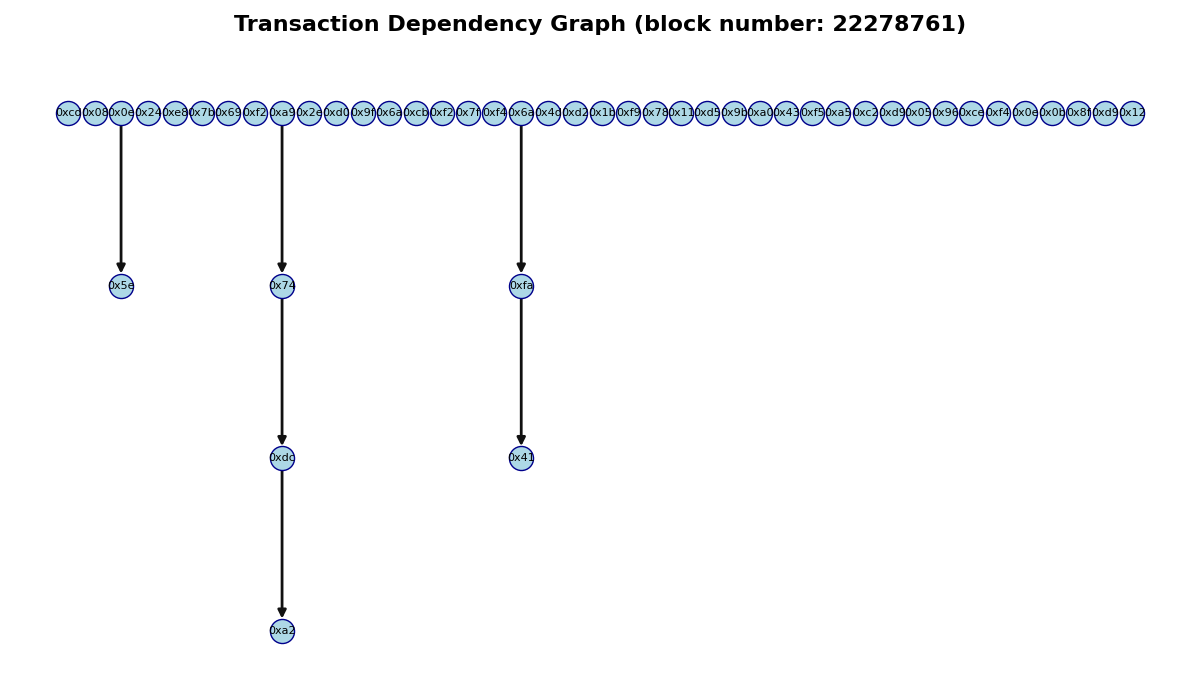 Transaction Dependency Graph (block number: 22278761)
0xcd 0x08 0x0e 0x24 0xe8 0x7b 0x69 0xf2 0xa9 0x2e 0xd0 0x9f 0x6a 0xcb 0xf2 0x7f 0xf4 0x6a 0x4d 0xd2 0x1b 0xf9 0x78 0x11 0xd5 0x9b 0xa0 0x43 0xf5 0xa5 0xc2 0xd9 0x05 0x96 0xce 0xf4 0x0e 0x0b 0x8f 0xd9 0x12
0x5e 0x74 0xfa
0xdc 0x41
0xa2